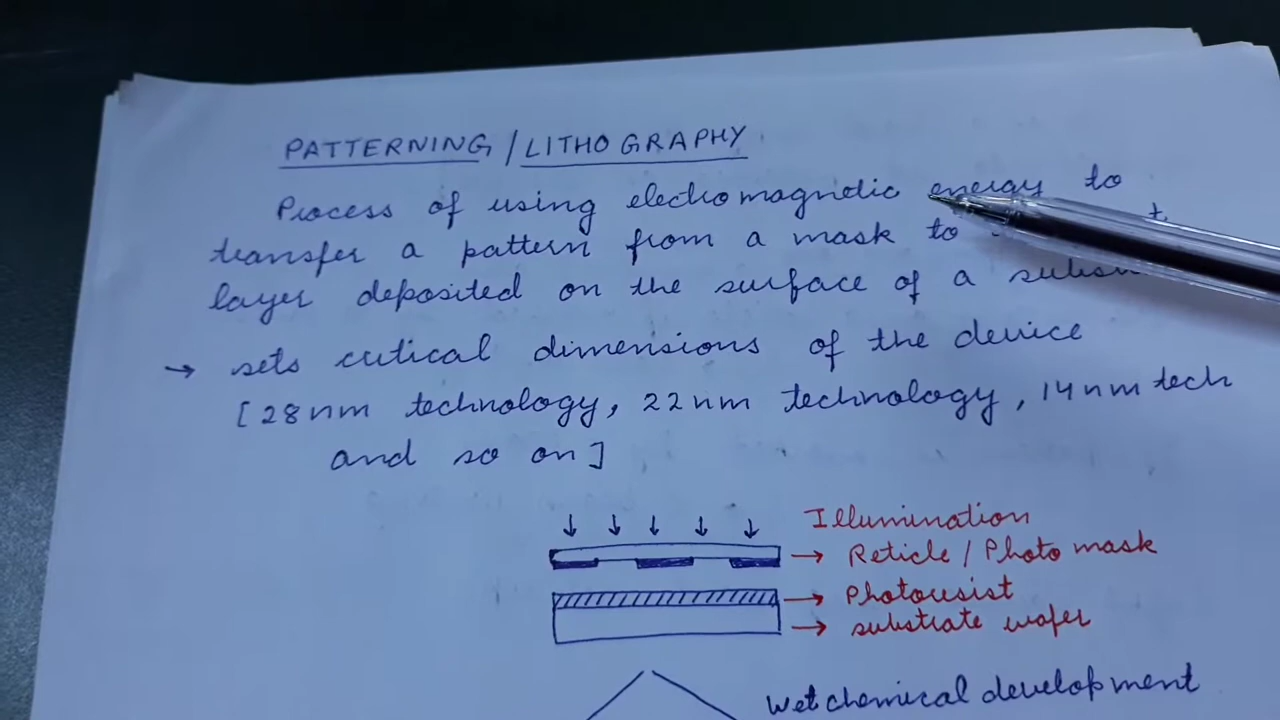 PATTERNING / LITHOGRAPHY
Process of using electromagnetic energy to
transfer a pattern from a mask to
layer deposited on the surface of a
→ sets critical dimensions of the device
[28nm technology, 22nm technology, 14nm tech
and so on]
Illumination
→ Reticle / Photo mask
→ Photoresist
→ substrate wafer
Wet chemical development